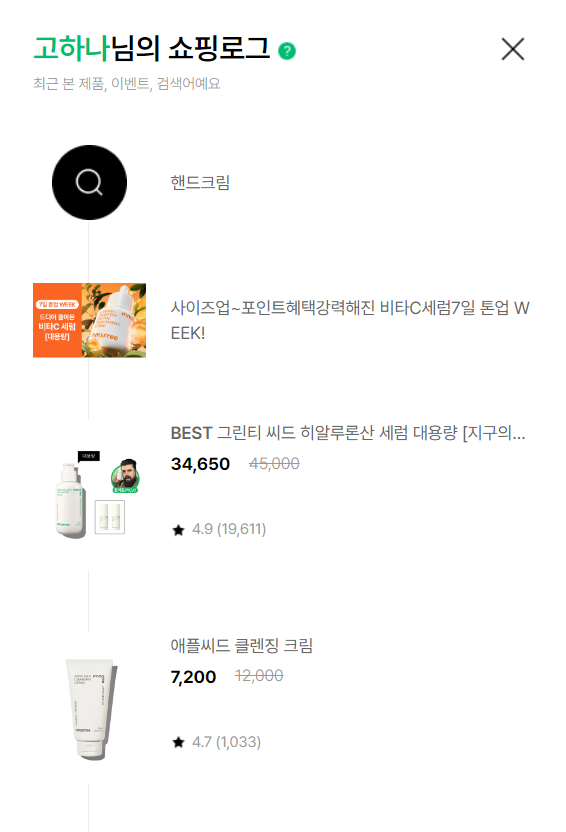 고하나님의 쇼핑로그 ?
최근 본 제품, 이벤트, 검색어예요
핸드크림
7일 톤업 WEEK
드디어 돌아온
비타C 세럼
[대용량]
사이즈업~포인트혜택강력해진 비타C세럼7일 톤업 W
EEK!
BEST 그린티 씨드 히알루론산 세럼 대용량 [지구의...
34,650 45,000
대용량
4.9 (19,611)
애플씨드 클렌징 크림
7,200 12,000
4.7 (1,033)